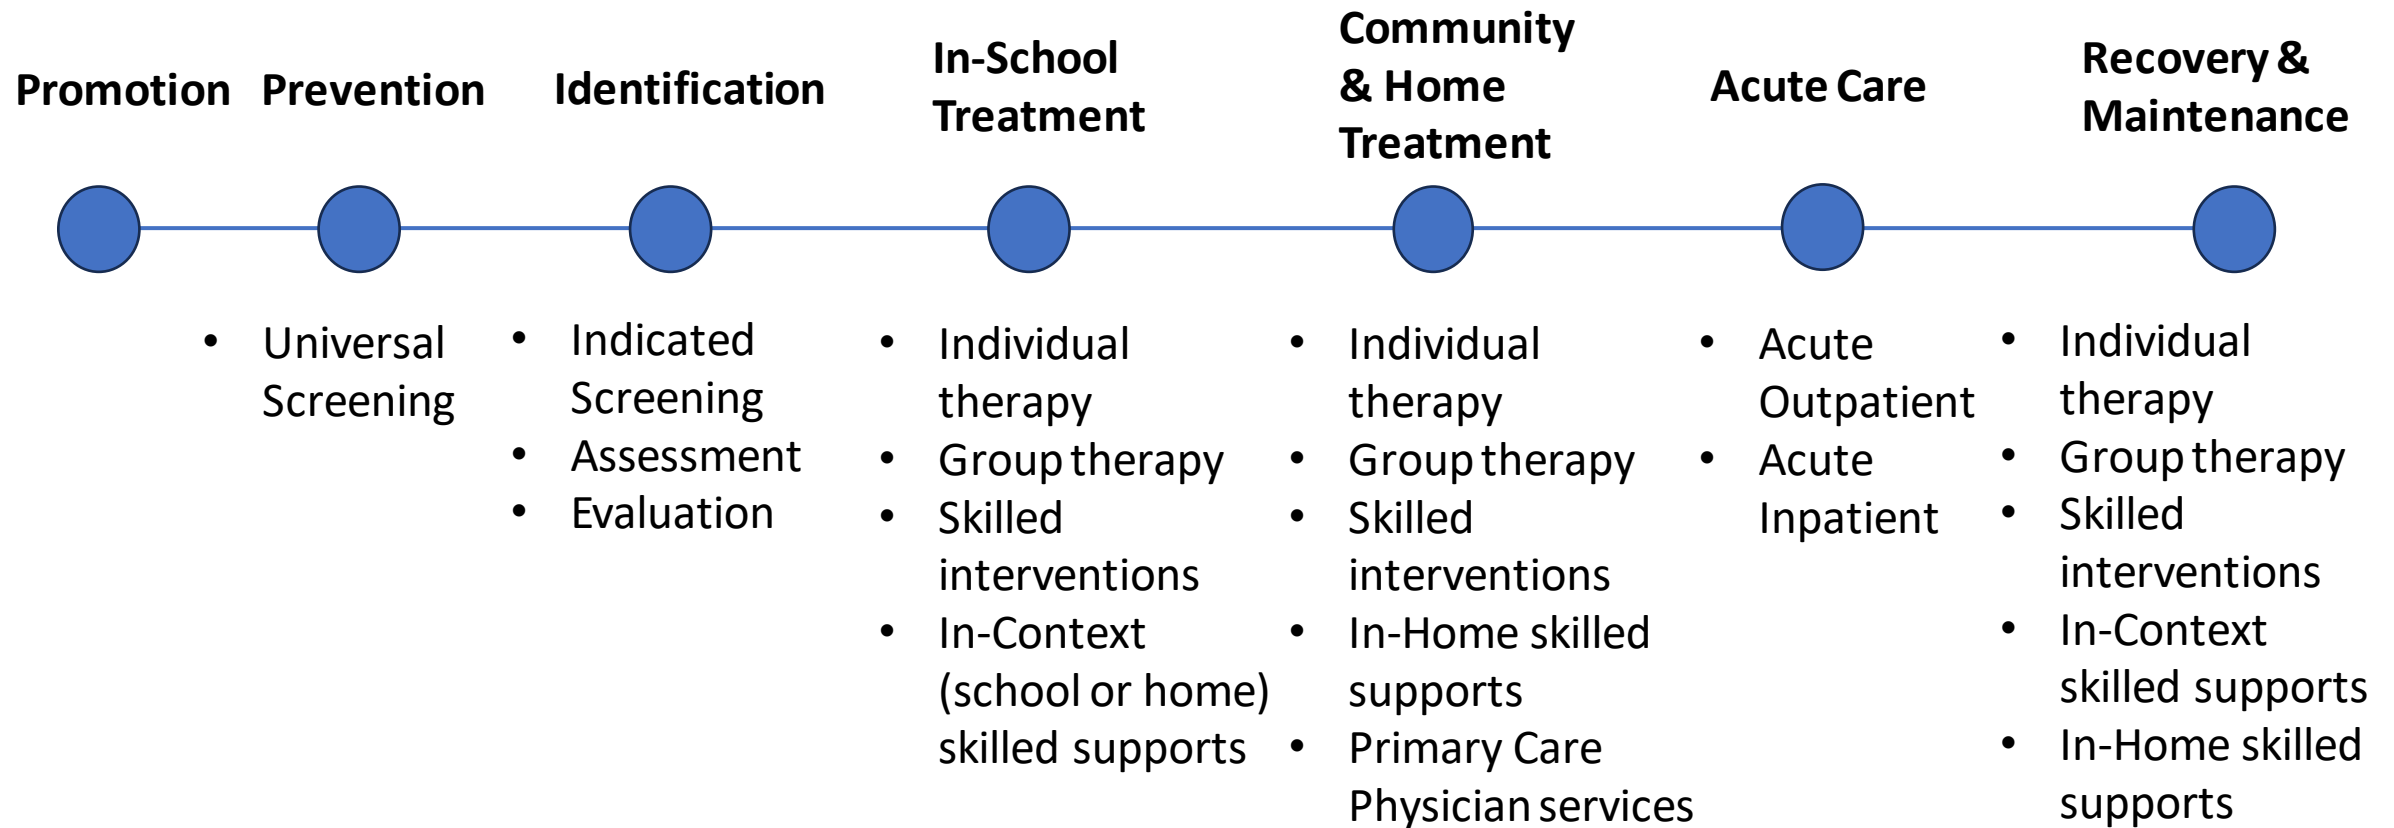 Promotion
Prevention
Identification
In-School
Treatment
Community
& Home
Treatment
Acute Care
Recovery &
Maintenance
• Universal
Screening
• Indicated
Screening
• Assessment
• Evaluation
• Individual
therapy
• Group therapy
• Skilled
interventions
• In-Context
(school or home)
skilled supports
• Individual
therapy
• Group therapy
• Skilled
interventions
• In-Home skilled
supports
• Primary Care
Physician services
• Acute
Outpatient
• Acute
Inpatient
• Individual
therapy
• Group therapy
• Skilled
interventions
• In-Context
skilled supports
• In-Home skilled
supports